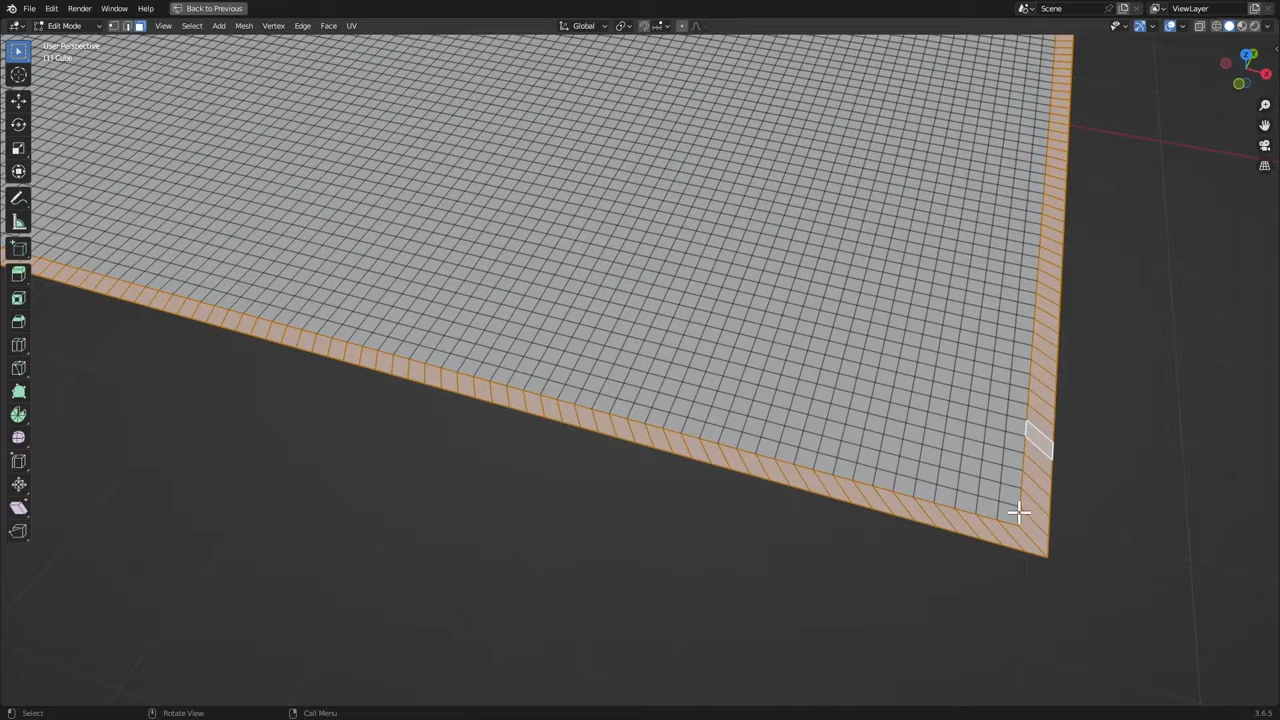 File Edit Render Window Help Back to Previous Scene ViewLayer
Edit Mode View Select Add Mesh Vertex Edge Face UV Global
User Perspective
(1) Cube
Z Y
X
Select Rotate View Call Menu 3.6.5